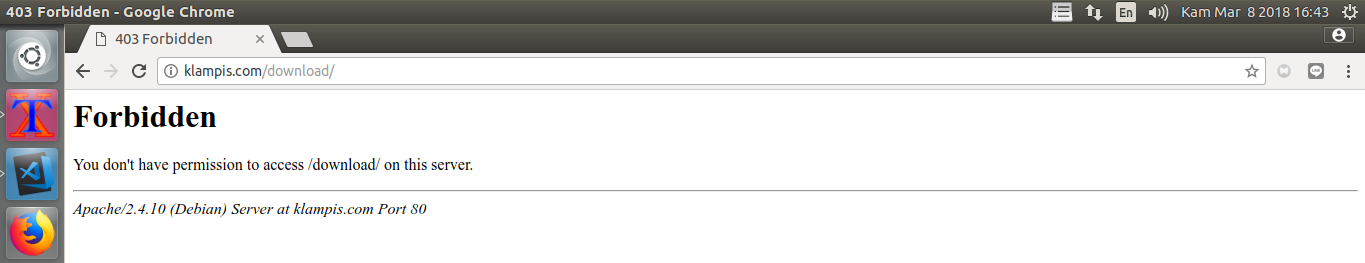 403 Forbidden - Google Chrome
En
Kam Mar 8 2018 16:43
403 Forbidden
klampis.com/download/
LINE
Forbidden
You don't have permission to access /download/ on this server.
Apache/2.4.10 (Debian) Server at klampis.com Port 80